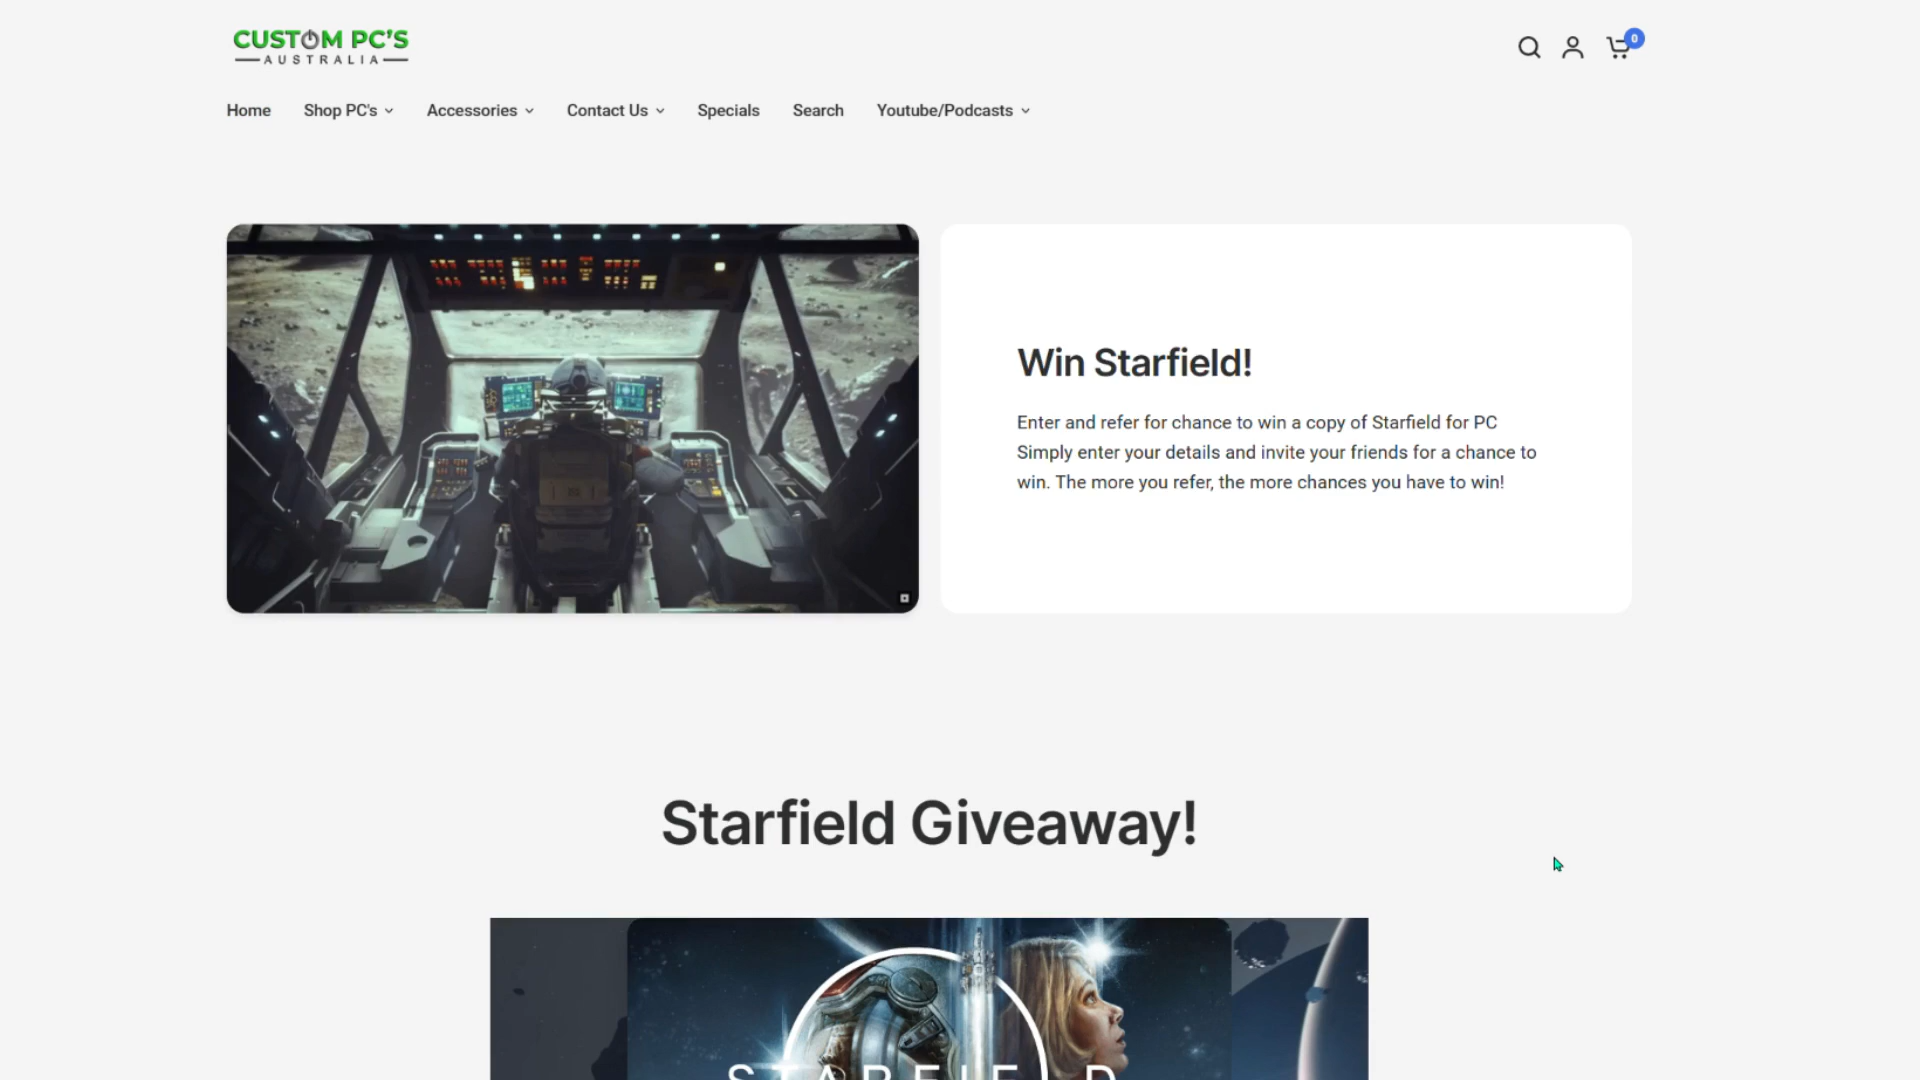 CUSTOM PC'S
AUSTRALIA
0
Home Shop PC's Accessories Contact Us Specials Search Youtube/Podcasts
Win Starfield!
Enter and refer for chance to win a copy of Starfield for PC
Simply enter your details and invite your friends for a chance to
win. The more you refer, the more chances you have to win!
Starfield Giveaway!
STARFIELD